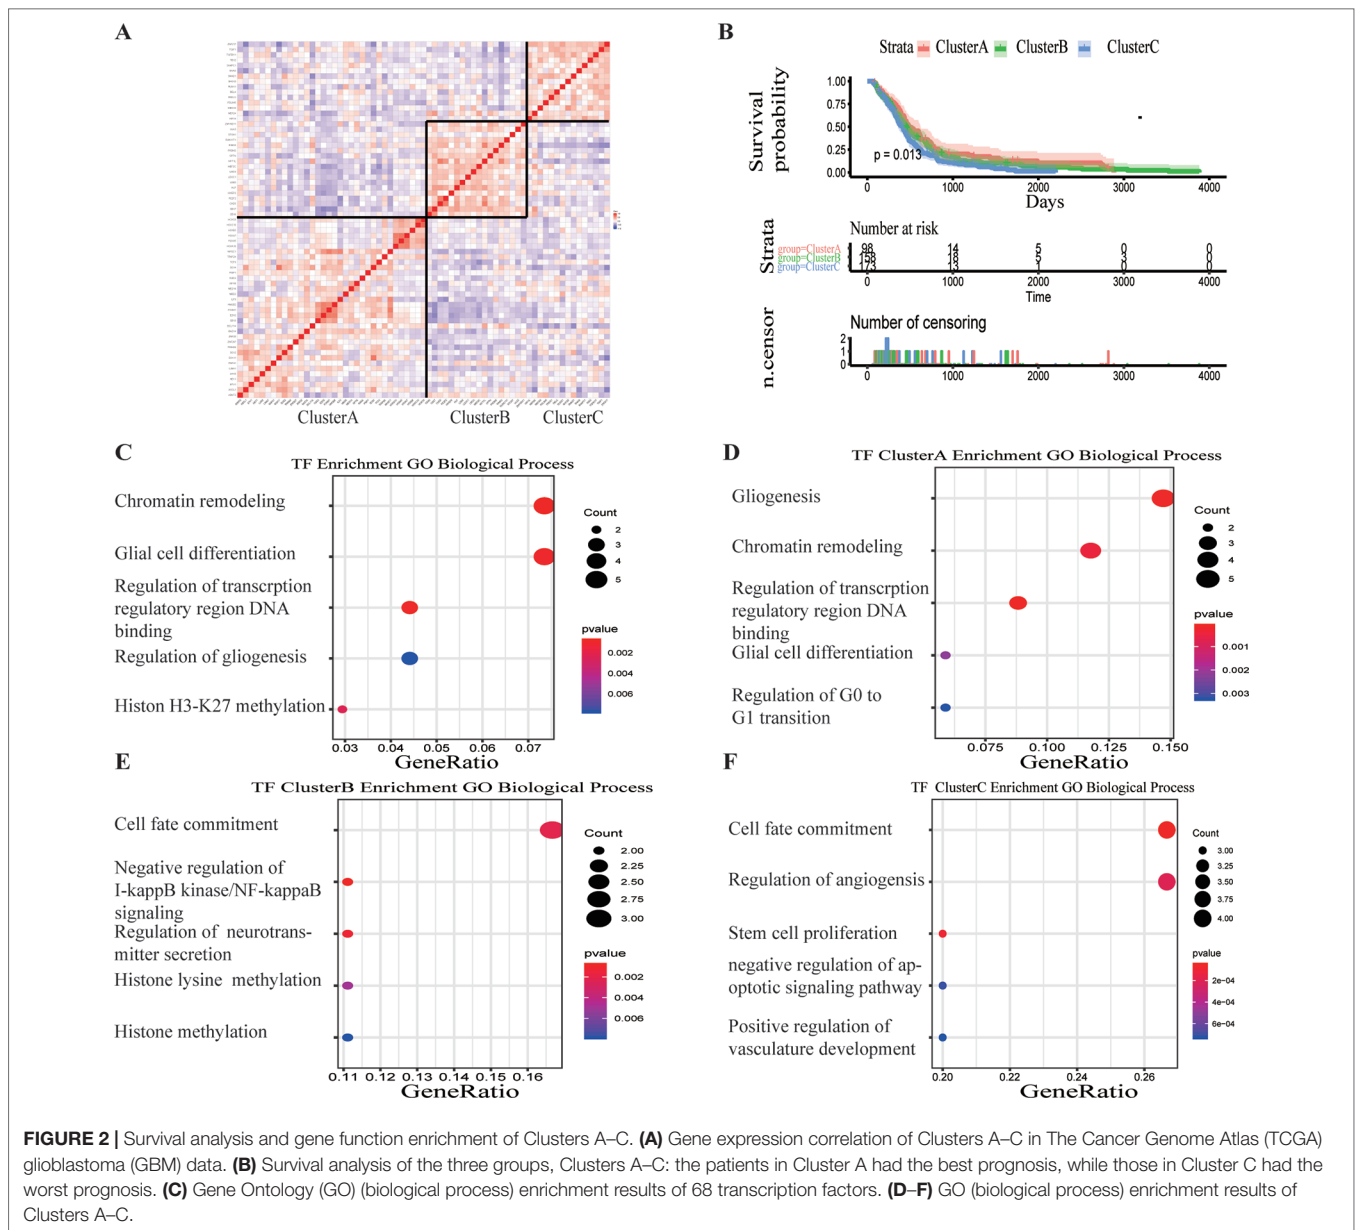 A
ClusterA
ClusterB
ClusterC
B
Strata ClusterA ClusterB ClusterC
Survival
probability
1.00
0.75
0.50
0.25
0.00
p = 0.013
0 1000 2000 3000 4000
Days
Strata
Number at risk
group=ClusterA 98 14 5 0 0
group=ClusterB 158 18 5 3 0
group=ClusterC 173 13 1 0 0
0 1000 2000 3000 4000
Time
n.censor
Number of censoring
2
1
0
0 1000 2000 3000 4000
C
TF Enrichment GO Biological Process
Chromatin remodeling
Glial cell differentiation
Regulation of transcrption
regulatory region DNA
binding
Regulation of gliogenesis
Histon H3-K27 methylation
0.03 0.04 0.05 0.06 0.07
GeneRatio
Count
2
3
4
5
pvalue
0.002
0.004
0.006
D
TF ClusterA Enrichment GO Biological Process
Gliogenesis
Chromatin remodeling
Regulation of transcrption
regulatory region DNA
binding
Glial cell differentiation
Regulation of G0 to
G1 transition
0.075 0.100 0.125 0.150
GeneRatio
Count
2
3
4
5
pvalue
0.001
0.002
0.003
E
TF ClusterB Enrichment GO Biological Process
Cell fate commitment
Negative regulation of
I-kappB kinase/NF-kappaB
signaling
Regulation of neurotrans-
mitter secretion
Histone lysine methylation
Histone methylation
0.11 0.12 0.13 0.14 0.15 0.16
GeneRatio
Count
2.00
2.25
2.50
2.75
3.00
pvalue
0.002
0.004
0.006
F
TF ClusterC Enrichment GO Biological Process
Cell fate commitment
Regulation of angiogensis
Stem cell proliferation
negative regulation of ap-
optotic signaling pathway
Positive regulation of
vasculature development
0.20 0.22 0.24 0.26
GeneRatio
Count
3.00
3.25
3.50
3.75
4.00
pvalue
2e-04
4e-04
6e-04
FIGURE 2 | Survival analysis and gene function enrichment of Clusters A–C. (A) Gene expression correlation of Clusters A–C in The Cancer Genome Atlas (TCGA)
glioblastoma (GBM) data. (B) Survival analysis of the three groups, Clusters A–C: the patients in Cluster A had the best prognosis, while those in Cluster C had the
worst prognosis. (C) Gene Ontology (GO) (biological process) enrichment results of 68 transcription factors. (D–F) GO (biological process) enrichment results of
Clusters A–C.